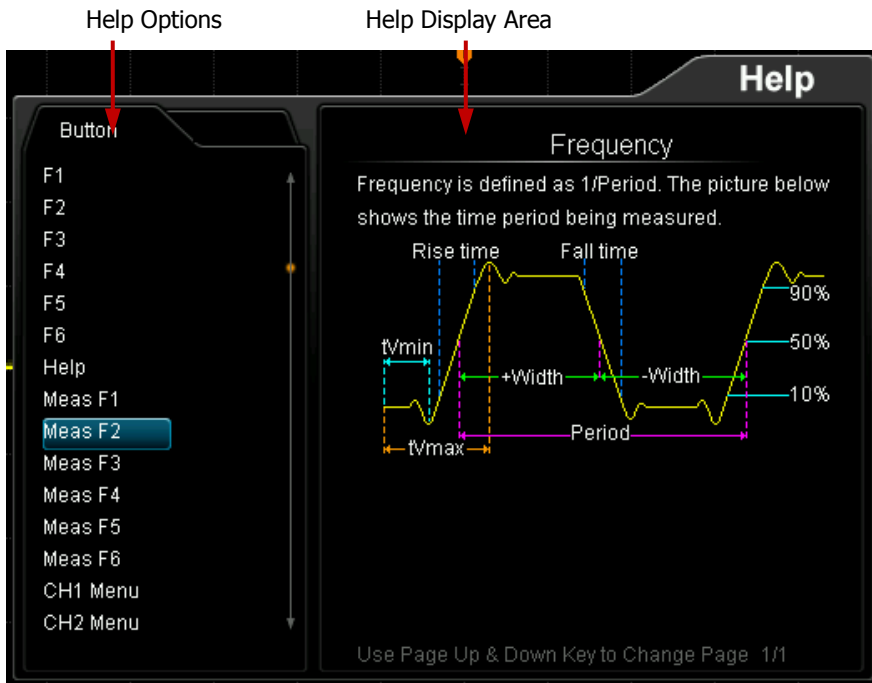 Help Options
Help Display Area
Help
Button
F1
F2
F3
F4
F5
F6
Help
Meas F1
Meas F2
Meas F3
Meas F4
Meas F5
Meas F6
CH1 Menu
CH2 Menu
Frequency
Frequency is defined as 1/Period. The picture below
shows the time period being measured.
Rise time
Fall time
90%
tVmin
50%
+Width
-Width
10%
Period
tVmax
Use Page Up & Down Key to Change Page 1/1